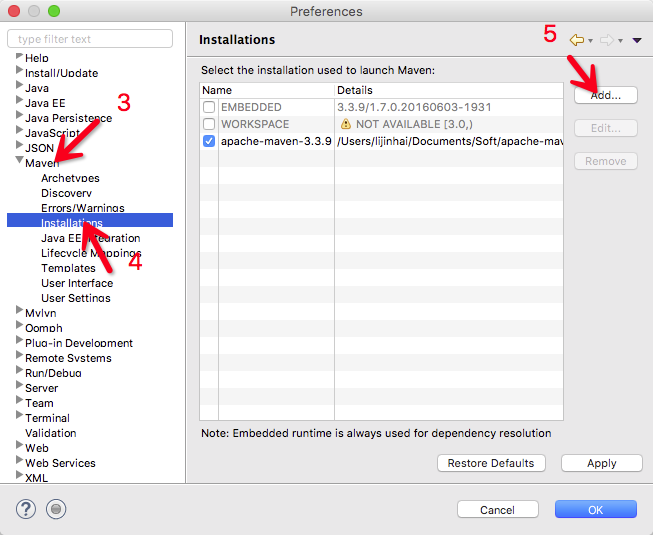 Preferences
type filter text
Help
Install/Update
Java
Java EE
Java Persistence
JavaScript
JSON
Maven
Archetypes
Discovery
Errors/Warnings
Installations
Java EE Integration
Lifecycle Mappings
Templates
User Interface
User Settings
Mylyn
Oomph
Plug-in Development
Remote Systems
Run/Debug
Server
Team
Terminal
Validation
Web
Web Services
XML
3
4
Installations
5
Select the installation used to launch Maven:
Name Details
EMBEDDED 3.3.9/1.7.0.20160603-1931
WORKSPACE NOT AVAILABLE [3.0,)
apache-maven-3.3.9 /Users/lijinhai/Documents/Soft/apache-mav
Add...
Edit...
Remove
Note: Embedded runtime is always used for dependency resolution
Restore Defaults Apply
? Cancel OK